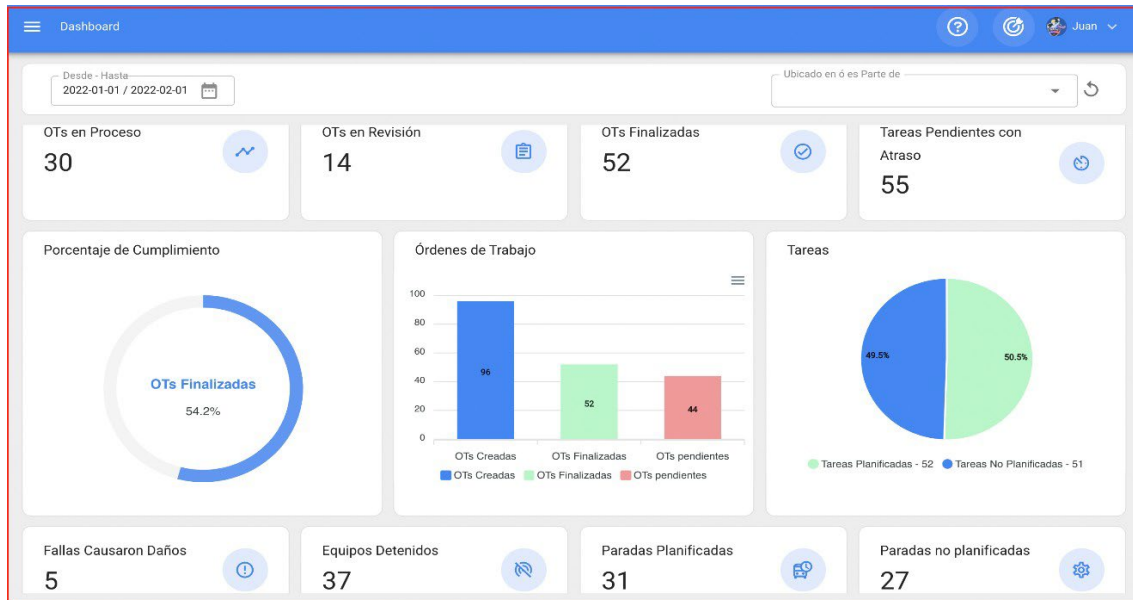 Dashboard
Juan
Desde - Hasta
2022-01-01 / 2022-02-01
Ubicado en ó es Parte de
OTs en Proceso
30
OTs en Revisión
14
OTs Finalizadas
52
Tareas Pendientes con
Atraso
55
Porcentaje de Cumplimiento
OTs Finalizadas
54.2%
Órdenes de Trabajo
100
80
60
40
20
0
96
52
44
OTs Creadas
OTs Finalizadas
OTs pendientes
OTs Creadas OTs Finalizadas OTs pendientes
Tareas
49.5%
50.5%
Tareas Planificadas - 52 Tareas No Planificadas - 51
Fallas Causaron Daños
5
Equipos Detenidos
37
Paradas Planificadas
31
Paradas no planificadas
27